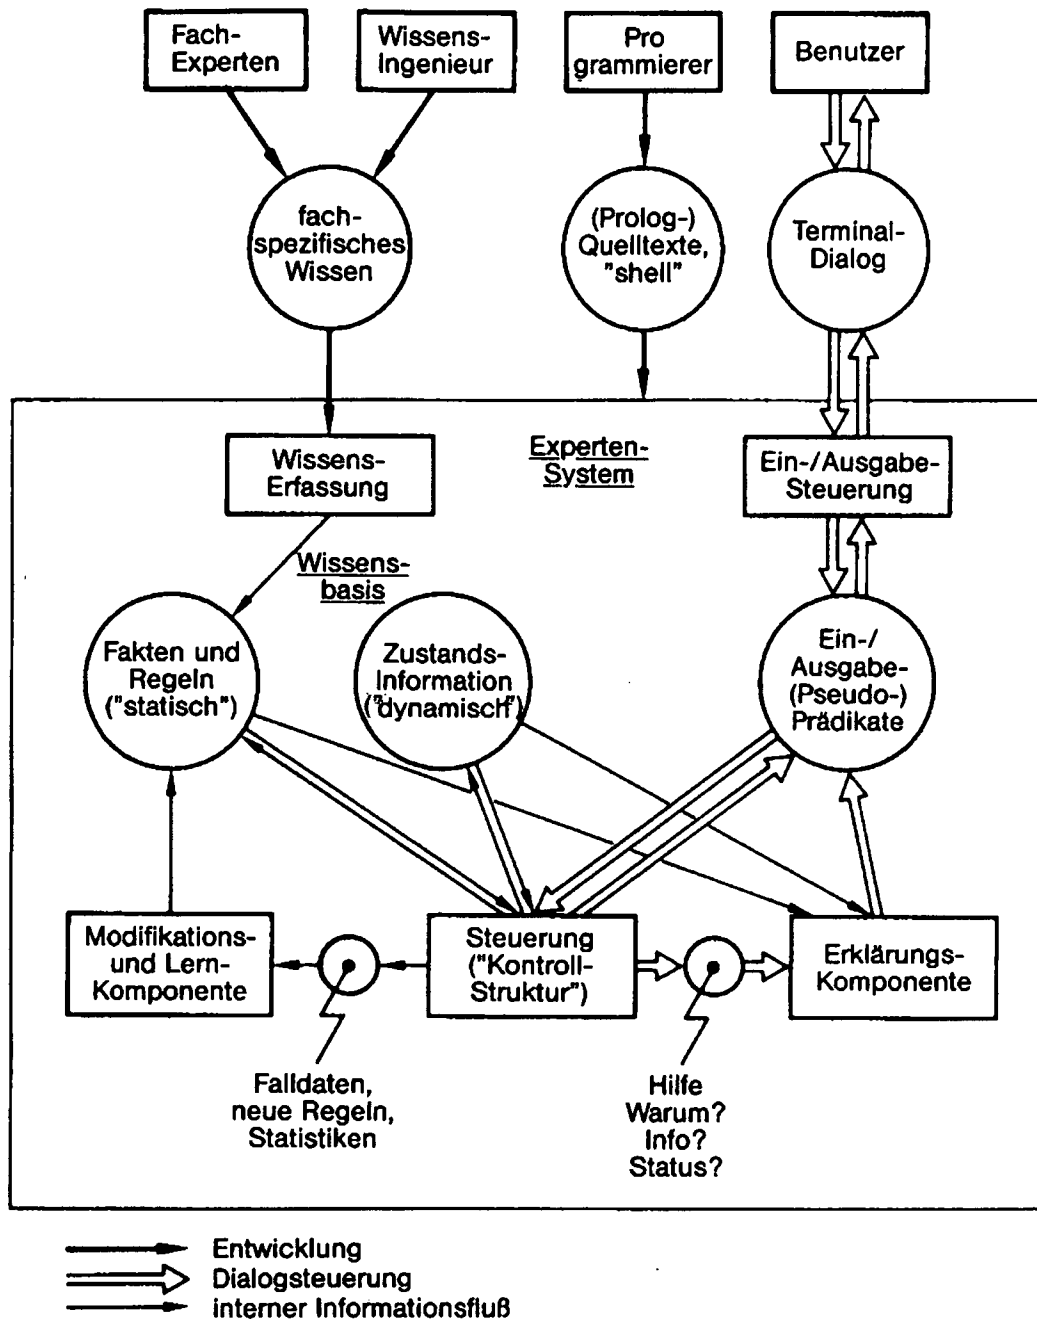 Fach-
Experten
Wissens-
Ingenieur
Pro
grammierer
Benutzer
fach-
spezifisches
Wissen
(Prolog-)
Quelltexte,
"shell"
Terminal-
Dialog
Wissens-
Erfassung
Experten-
System
Ein-/Ausgabe-
Steuerung
Wissens-
basis
Fakten und
Regeln
("statisch")
Zustands-
Information
("dynamisch")
Ein-/
Ausgabe-
(Pseudo-)
Prädikate
Modifikations-
und Lern-
Komponente
Steuerung
("Kontroll-
Struktur")
Erklärungs-
Komponente
Falldaten,
neue Regeln,
Statistiken
Hilfe
Warum?
Info?
Status?
Entwicklung
Dialogsteuerung
interner Informationsfluß